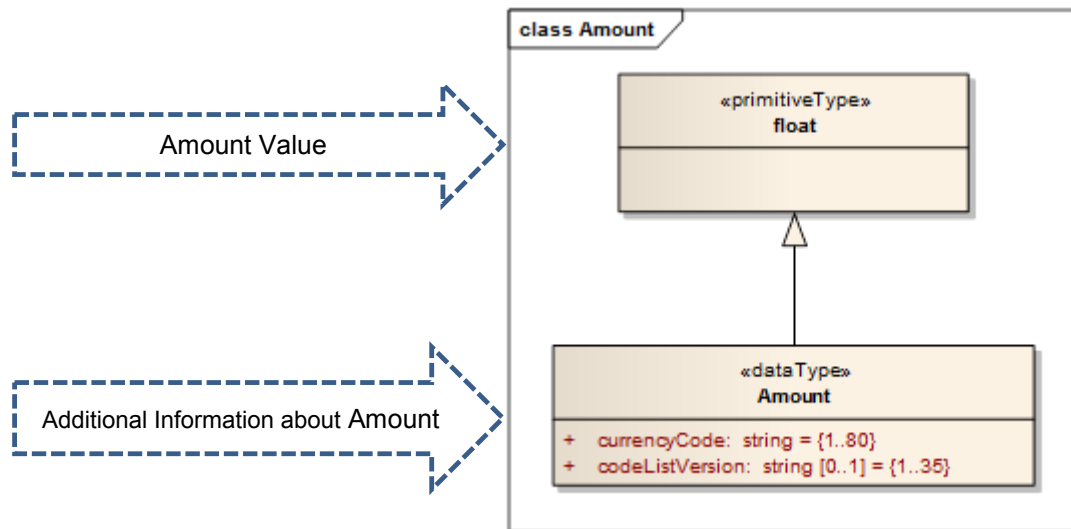 class Amount
«primitiveType»
float
Amount Value
«dataType»
Amount
Additional Information about Amount
+ currencyCode: string = {1..80}
+ codeListVersion: string [0..1] = {1..35}